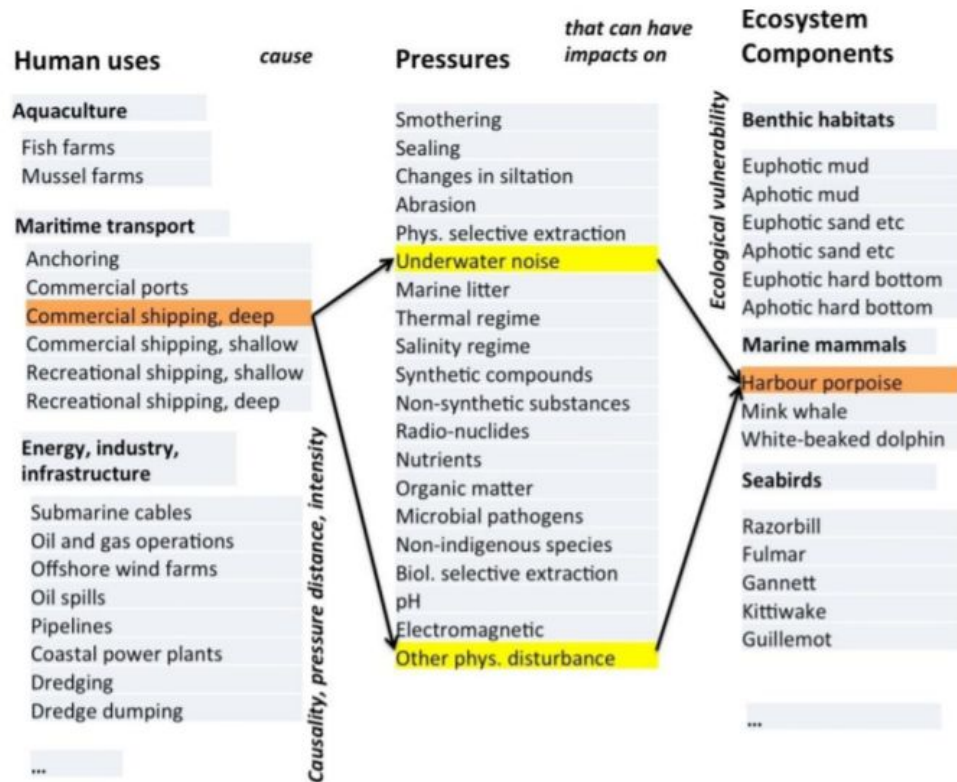 Human uses
Aquaculture
Fish farms
Mussel farms
Maritime transport
Anchoring
Commercial ports
Commercial shipping, deep
Commercial shipping, shallow
Recreational shipping, shallow
Recreational shipping, deep
Energy, industry,
infrastructure
Submarine cables
Oil and gas operations
Offshore wind farms
Oil spills
Pipelines
Coastal power plants
Dredging
Dredge dumping
...
cause
Causality, pressure distance, intensity
Pressures
Smothering
Sealing
Changes in siltation
Abrasion
Phys. selective extraction
Underwater noise
Marine litter
Thermal regime
Salinity regime
Synthetic compounds
Non-synthetic substances
Radio-nuclides
Nutrients
Organic matter
Microbial pathogens
Non-indigenous species
Biol. selective extraction
pH
Electromagnetic
Other phys. disturbance
that can have
impacts on
Ecological vulnerability
Ecosystem
Components
Benthic habitats
Euphotic mud
Aphotic mud
Euphotic sand etc
Aphotic sand etc
Euphotic hard bottom
Aphotic hard bottom
Marine mammals
Harbour porpoise
Mink whale
White-beaked dolphin
Seabirds
Razorbill
Fulmar
Gannett
Kittiwake
Guillemot
...